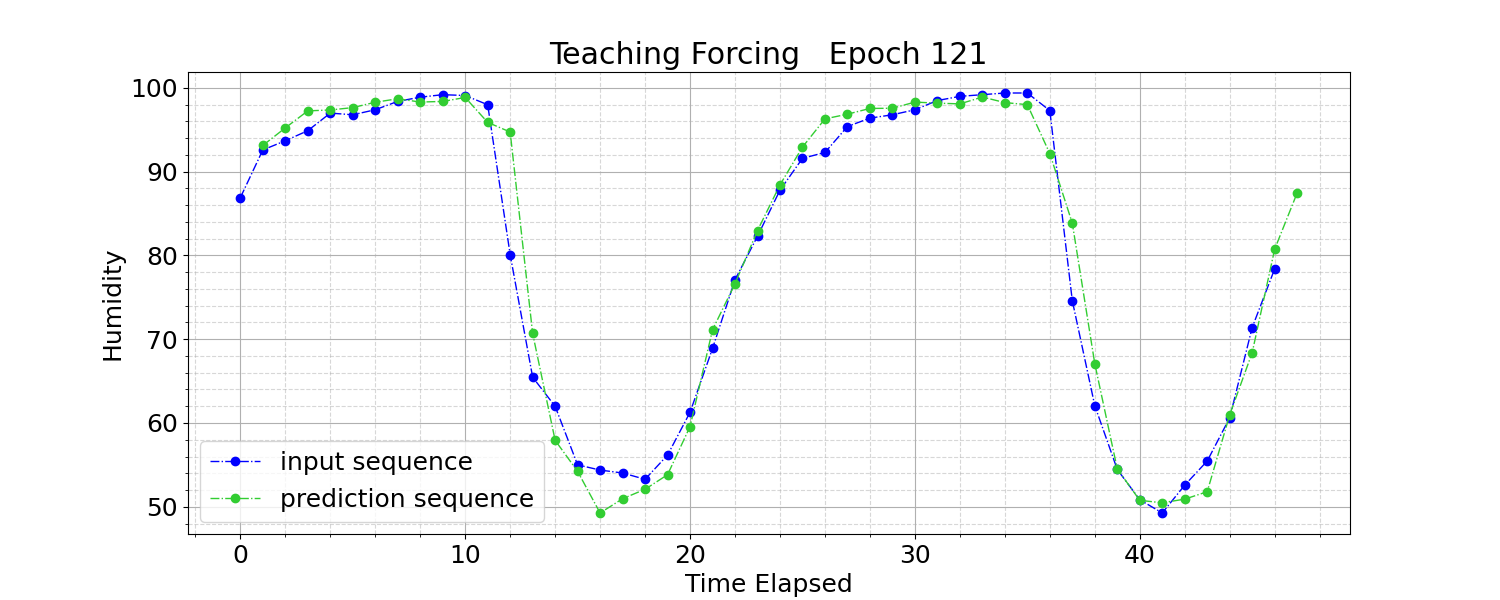 Teaching Forcing   Epoch 121
100
90
80
70
60
50
Humidity
input sequence
prediction sequence
0 10 20 30 40
Time Elapsed